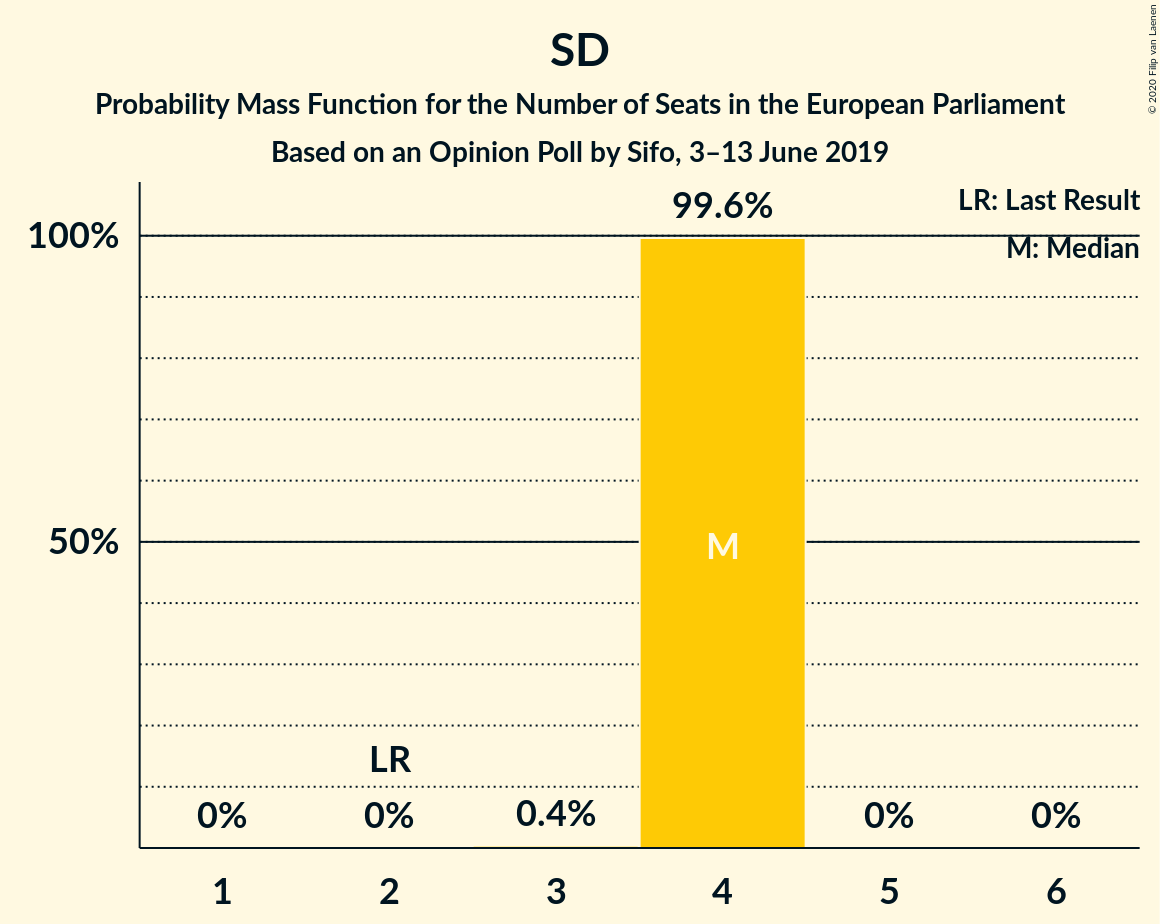 SD
Probability Mass Function for the Number of Seats in the European Parliament
Based on an Opinion Poll by Sifo, 3–13 June 2019
© 2020 Filip van Laenen
LR: Last Result
M: Median
99.6%
100%
50%
M
LR
0%
0%
0.4%
0%
0%
1
2
3
4
5
6